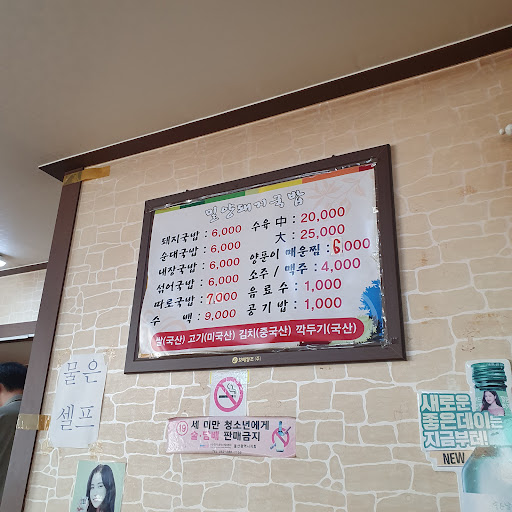 밀양돼지국밥
돼지국밥 : 6,000
순대국밥 : 6,000
내장국밥 : 6,000
섞어국밥 : 6,000
따로국밥 : 7,000
수 백 : 9,000
수육 中 : 20,000
大 : 25,000
양푼이 매운찜 : 6,000
소주 / 맥주 : 4,000
음료수 : 1,000
공기밥 : 1,000
쌀(국산) 고기(미국산) 김치(중국산) 깍두기(국산)
물은
셀프
19 세 미만 청소년에게
술·담배 판매금지
새로운
좋은데이는
지금부터!
NEW